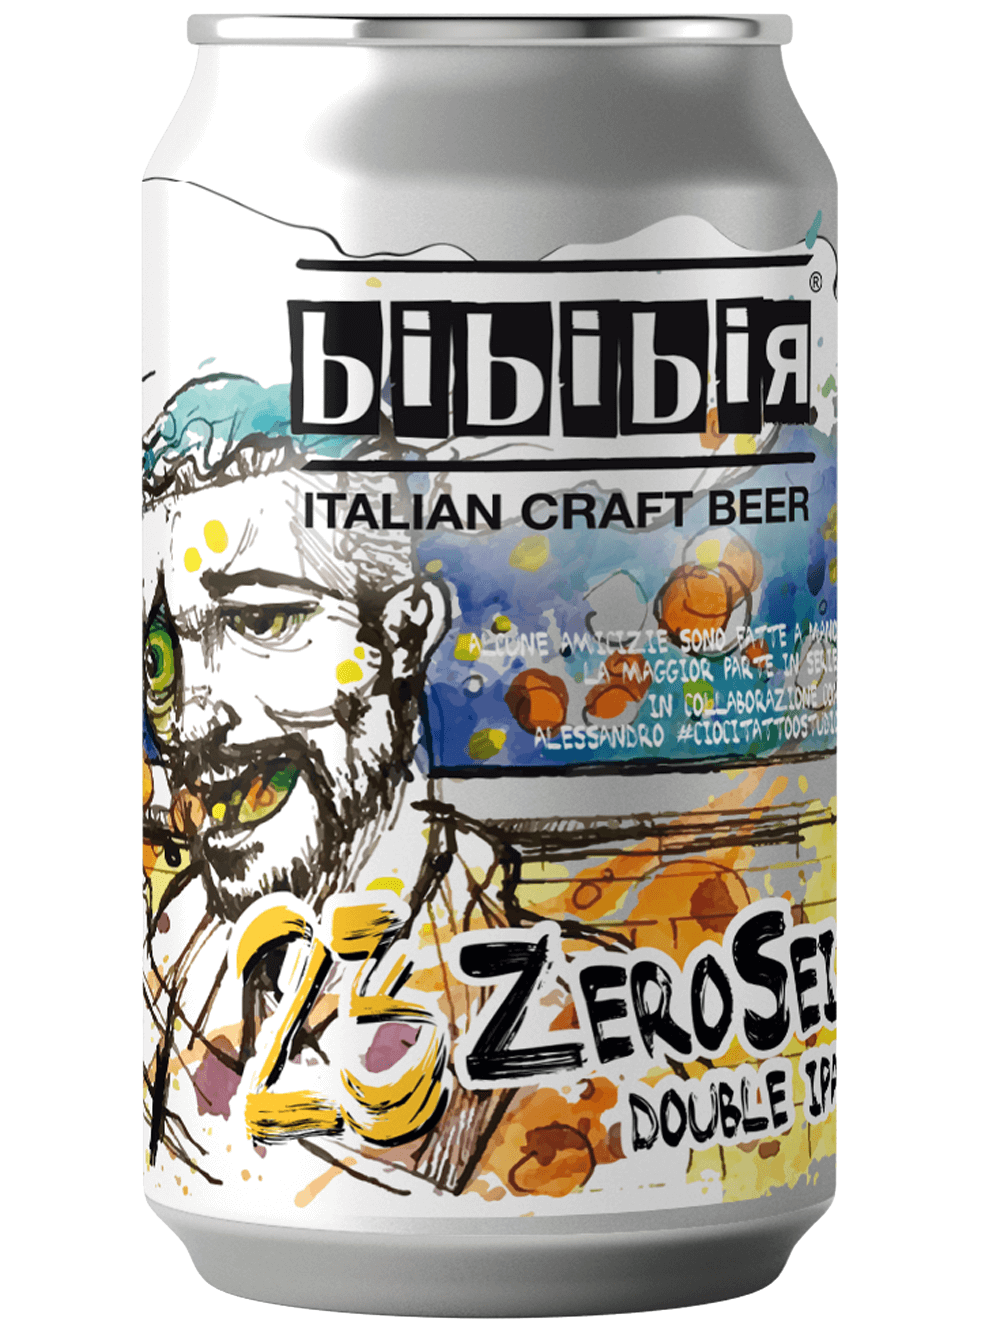 bibibiЯ®
ITALIAN CRAFT BEER
ALCUNE AMICIZIE SONO FATTE A MANO
LA MAGGIOR PARTE IN SERIE
IN COLLABORAZIONE CON
ALESSANDRO #CIOCITATTOOSTUDIO
23 ZEROSEI
DOUBLE IPA